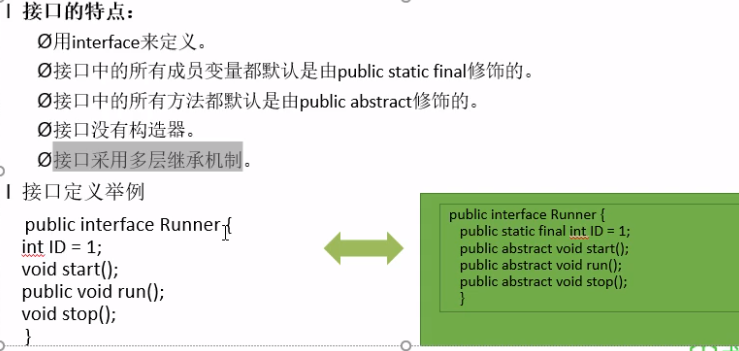 l 接口的特点：
Ø用interface来定义。
Ø接口中的所有成员变量都默认是由public static final修饰的。
Ø接口中的所有方法都默认是由public abstract修饰的。
Ø接口没有构造器。
Ø接口采用多层继承机制。
l 接口定义举例
public interface Runner {
int ID = 1;
void start();
public void run();
void stop();
}
public interface Runner {
public static final int ID = 1;
public abstract void start();
public abstract void run();
public abstract void stop();
}